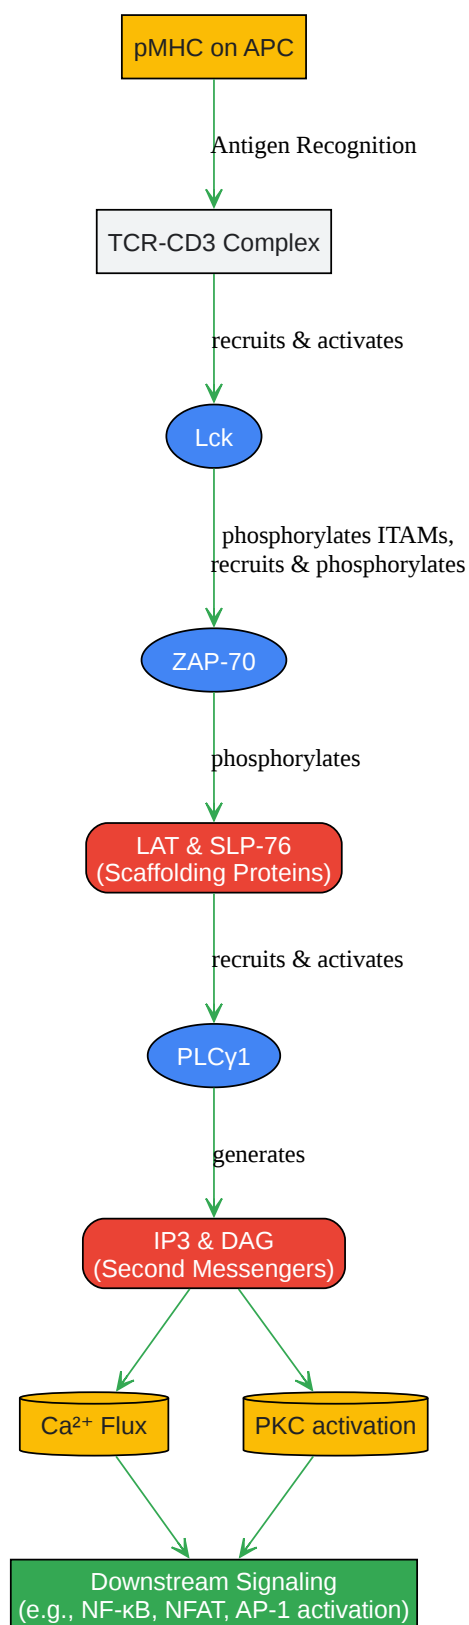 pMHC on APC
Antigen Recognition
TCR-CD3 Complex
recruits & activates
Lck
phosphorylates ITAMs,
recruits & phosphorylates
ZAP-70
phosphorylates
LAT & SLP-76
(Scaffolding Proteins)
recruits & activates
PLCγ1
generates
IP3 & DAG
(Second Messengers)
Ca²⁺ Flux
PKC activation
Downstream Signaling
(e.g., NF-κB, NFAT, AP-1 activation)